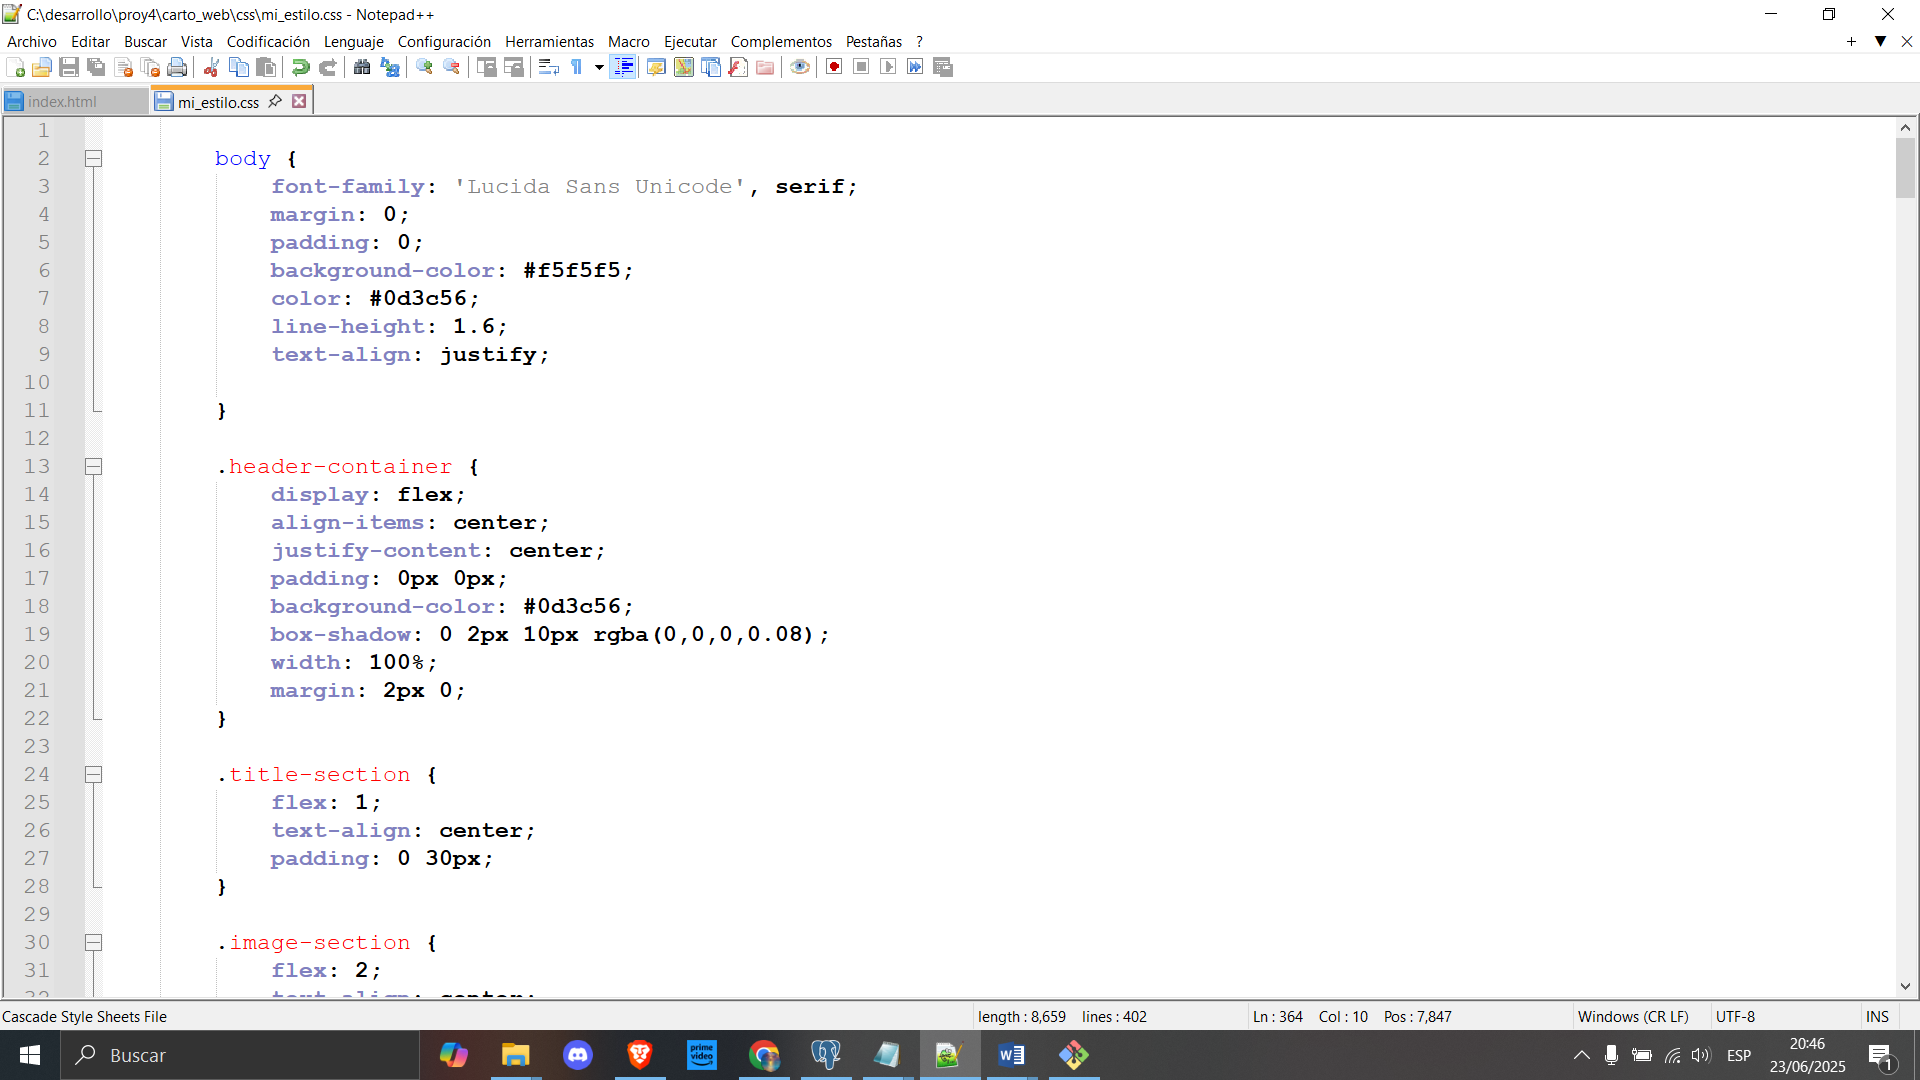 C:\desarrollo\proy4\carto_web\css\mi_estilo.css - Notepad++
Archivo Editar Buscar Vista Codificación Lenguaje Configuración Herramientas Macro Ejecutar Complementos Pestañas ?
index.html mi_estilo.css
1
2 body {
3 font-family: 'Lucida Sans Unicode', serif;
4 margin: 0;
5 padding: 0;
6 background-color: #f5f5f5;
7 color: #0d3c56;
8 line-height: 1.6;
9 text-align: justify;
10
11 }
12
13 .header-container {
14 display: flex;
15 align-items: center;
16 justify-content: center;
17 padding: 0px 0px;
18 background-color: #0d3c56;
19 box-shadow: 0 2px 10px rgba(0,0,0,0.08);
20 width: 100%;
21 margin: 2px 0;
22 }
23
24 .title-section {
25 flex: 1;
26 text-align: center;
27 padding: 0 30px;
28 }
29
30 .image-section {
31 flex: 2;
32 text-align: center;
Cascade Style Sheets File length : 8,659 lines : 402 Ln : 364 Col : 10 Pos : 7,847 Windows (CR LF) UTF-8 INS
Buscar prime video ESP 20:46
23/06/2025 1